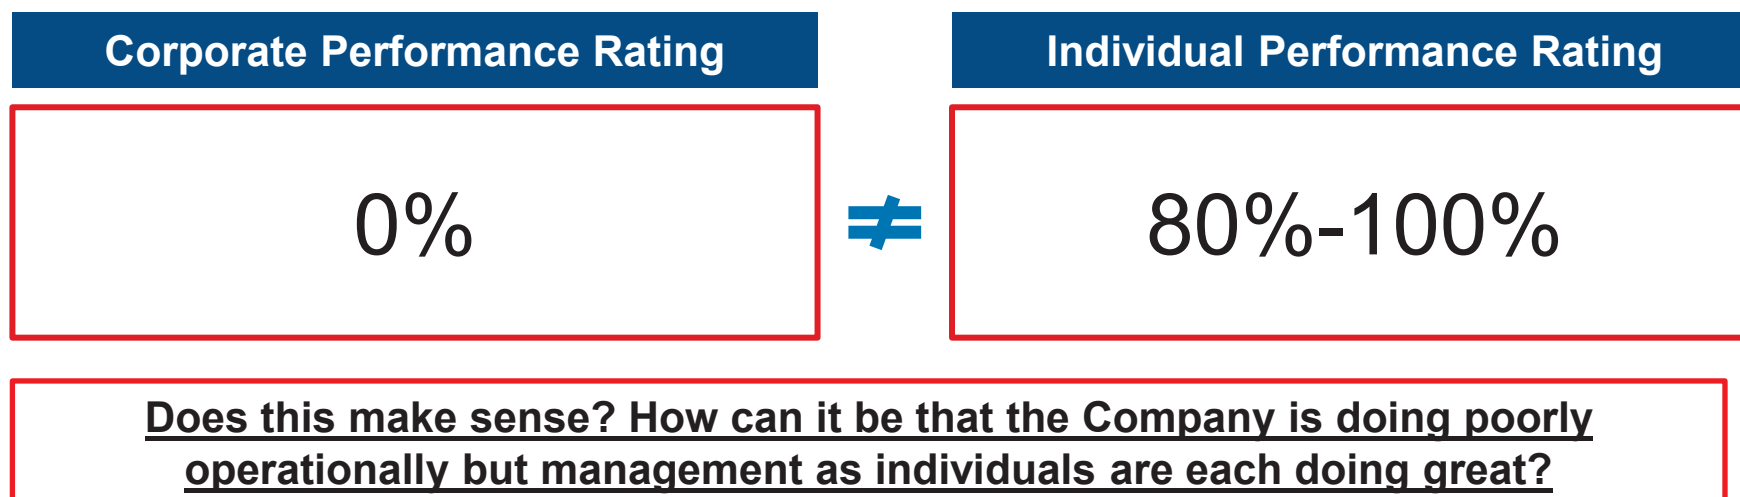 Corporate Performance Rating
Individual Performance Rating
0%
≠
80%-100%
Does this make sense? How can it be that the Company is doing poorly
operationally but management as individuals are each doing great?